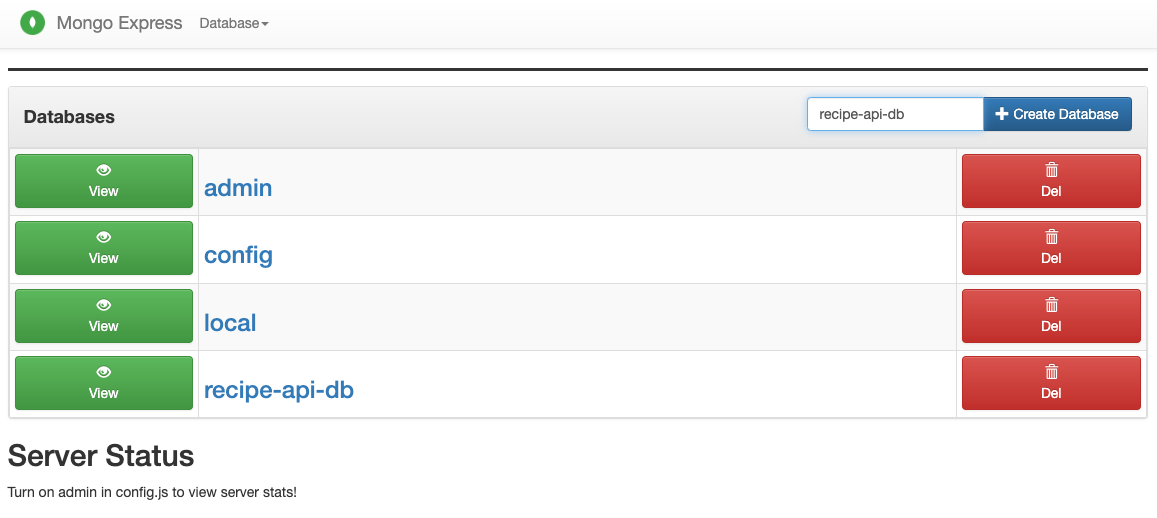 Mongo Express Database
Databases
recipe-api-db Create Database
View admin Del
View config Del
View local Del
View recipe-api-db Del
Server Status
Turn on admin in config.js to view server stats!